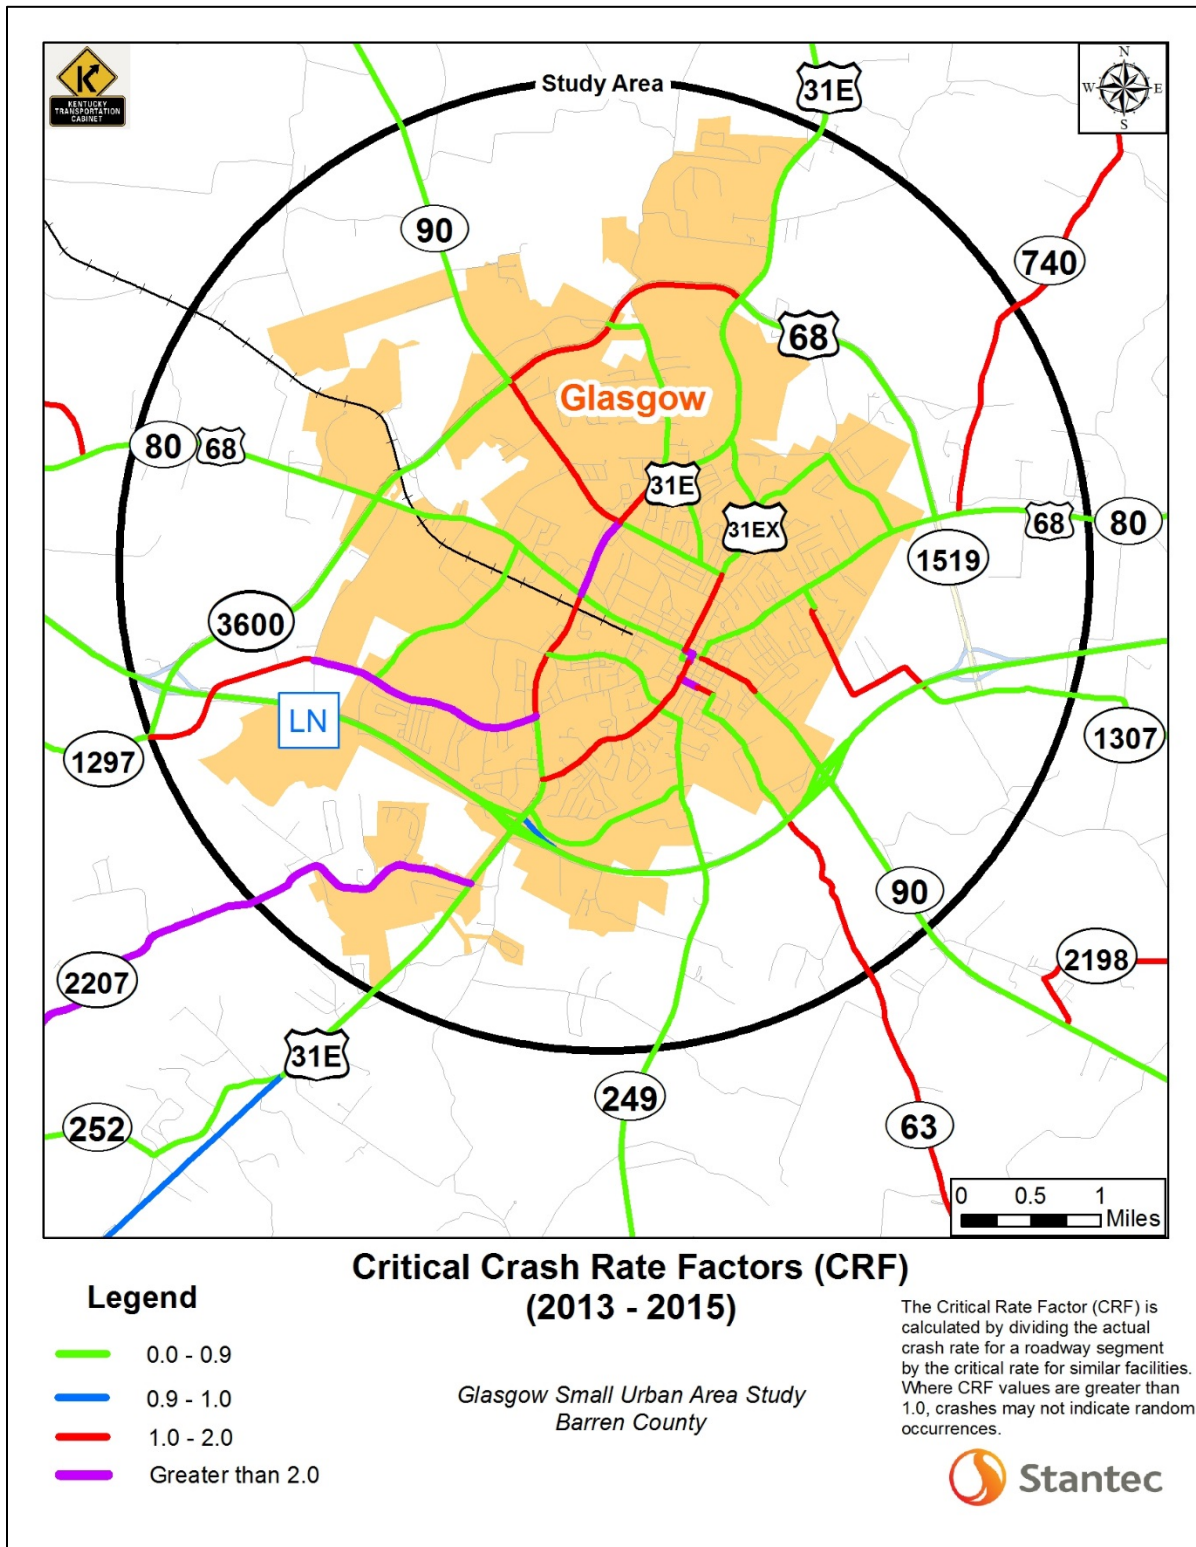 KENTUCKY
TRANSPORTATION
CABINET
Study Area
N
W E
S
31E
90
740
68
Glasgow
80
68
31E
31EX
68
80
1519
3600
LN
1297
1307
90
2207
2198
31E
249
252
63
0 0.5 1
Miles
Critical Crash Rate Factors (CRF)
(2013 - 2015)
Legend
0.0 - 0.9
0.9 - 1.0
1.0 - 2.0
Greater than 2.0
Glasgow Small Urban Area Study
Barren County
The Critical Rate Factor (CRF) is
calculated by dividing the actual
crash rate for a roadway segment
by the critical rate for similar facilities.
Where CRF values are greater than
1.0, crashes may not indicate random
occurrences.
Stantec